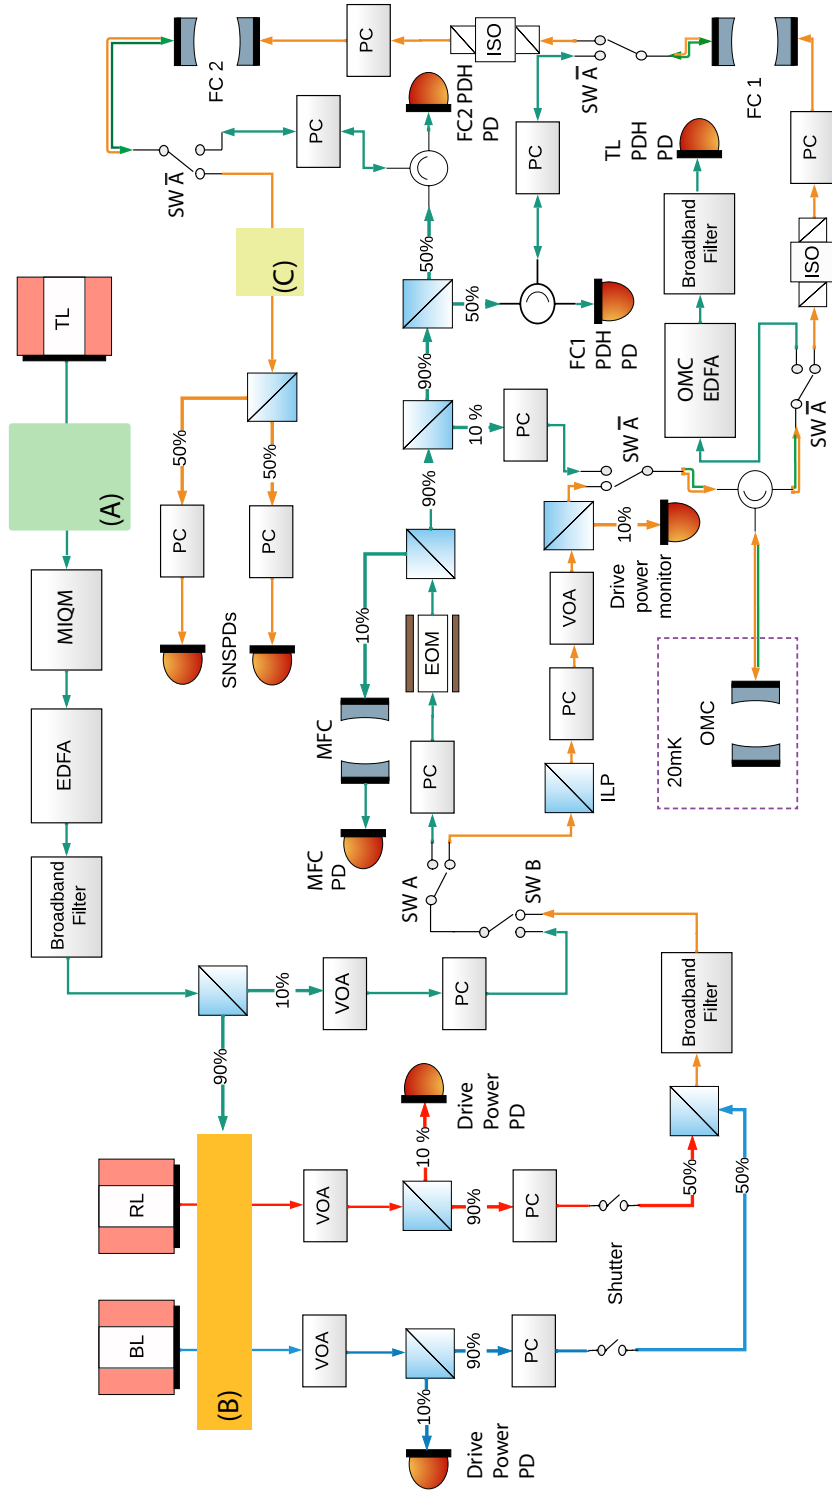 TL
(A)
MIQM
EDFA
Broadband
Filter
BL
RL
(B)
90%
10%
VOA
PC
VOA
VOA
10%
90%
Drive
Power
PD
10 %
90%
Drive
Power
PD
PC
PC
Shutter
50%
50%
Broadband
Filter
SW B
SW A
PC
EOM
MFC
MFC
PD
10%
90%
90%
50%
10 %
50%
PC
FC2 PDH
PD
FC1
PDH
PD
PC
SW A̅
PC
FC 2
PC
ISO
SW A̅
FC 1
(C)
50%
50%
PC
PC
SNSPDs
ILP
PC
VOA
10%
Drive
power
monitor
SW A̅
20mK
OMC
OMC
EDFA
Broadband
Filter
TL
PDH
PD
SW A̅
ISO
PC